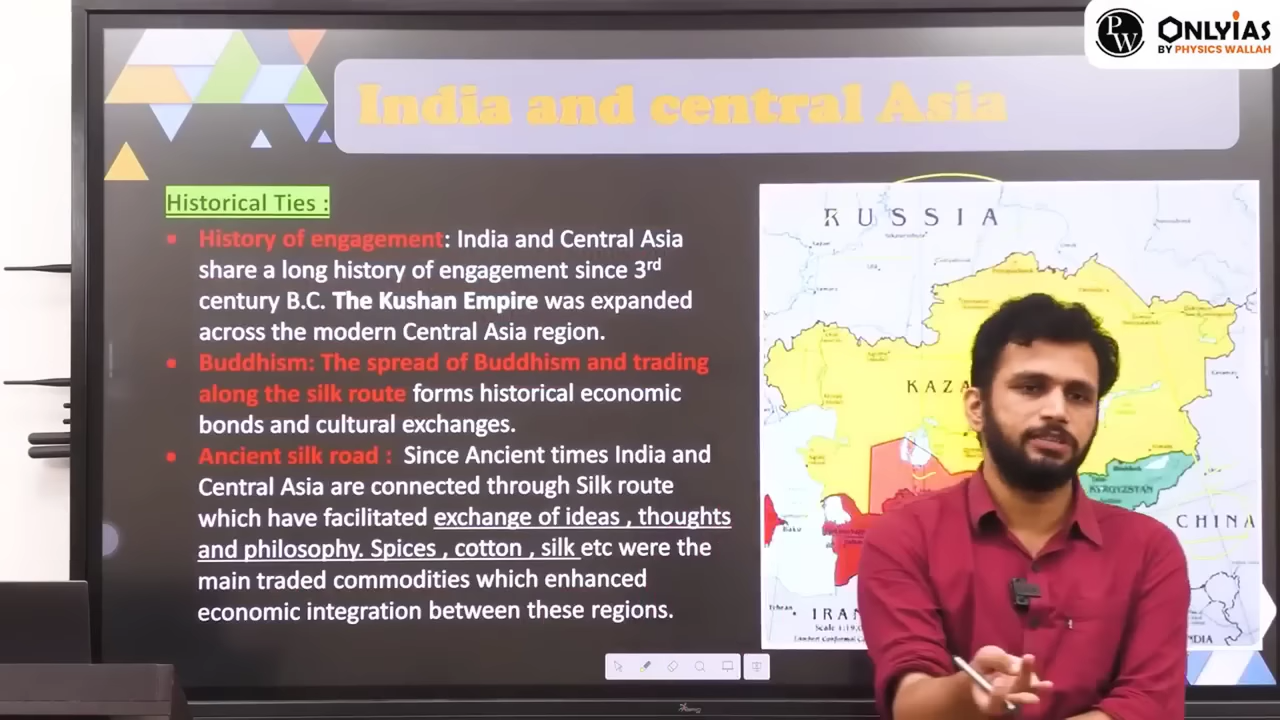 PW
ONLYIAS
BY PHYSICS WALLAH
India and central Asia
Historical Ties :
• History of engagement: India and Central Asia
share a long history of engagement since 3rd
century B.C. The Kushan Empire was expanded
across the modern Central Asia region.
• Buddhism: The spread of Buddhism and trading
along the silk route forms historical economic
bonds and cultural exchanges.
• Ancient silk road : Since Ancient times India and
Central Asia are connected through Silk route
which have facilitated exchange of ideas , thoughts
and philosophy. Spices , cotton , silk etc were the
main traded commodities which enhanced
economic integration between these regions.
RUSSIA
KAZA
KYRGYZSTAN
CHINA
Baku
Tehran
IRAN
NDIA